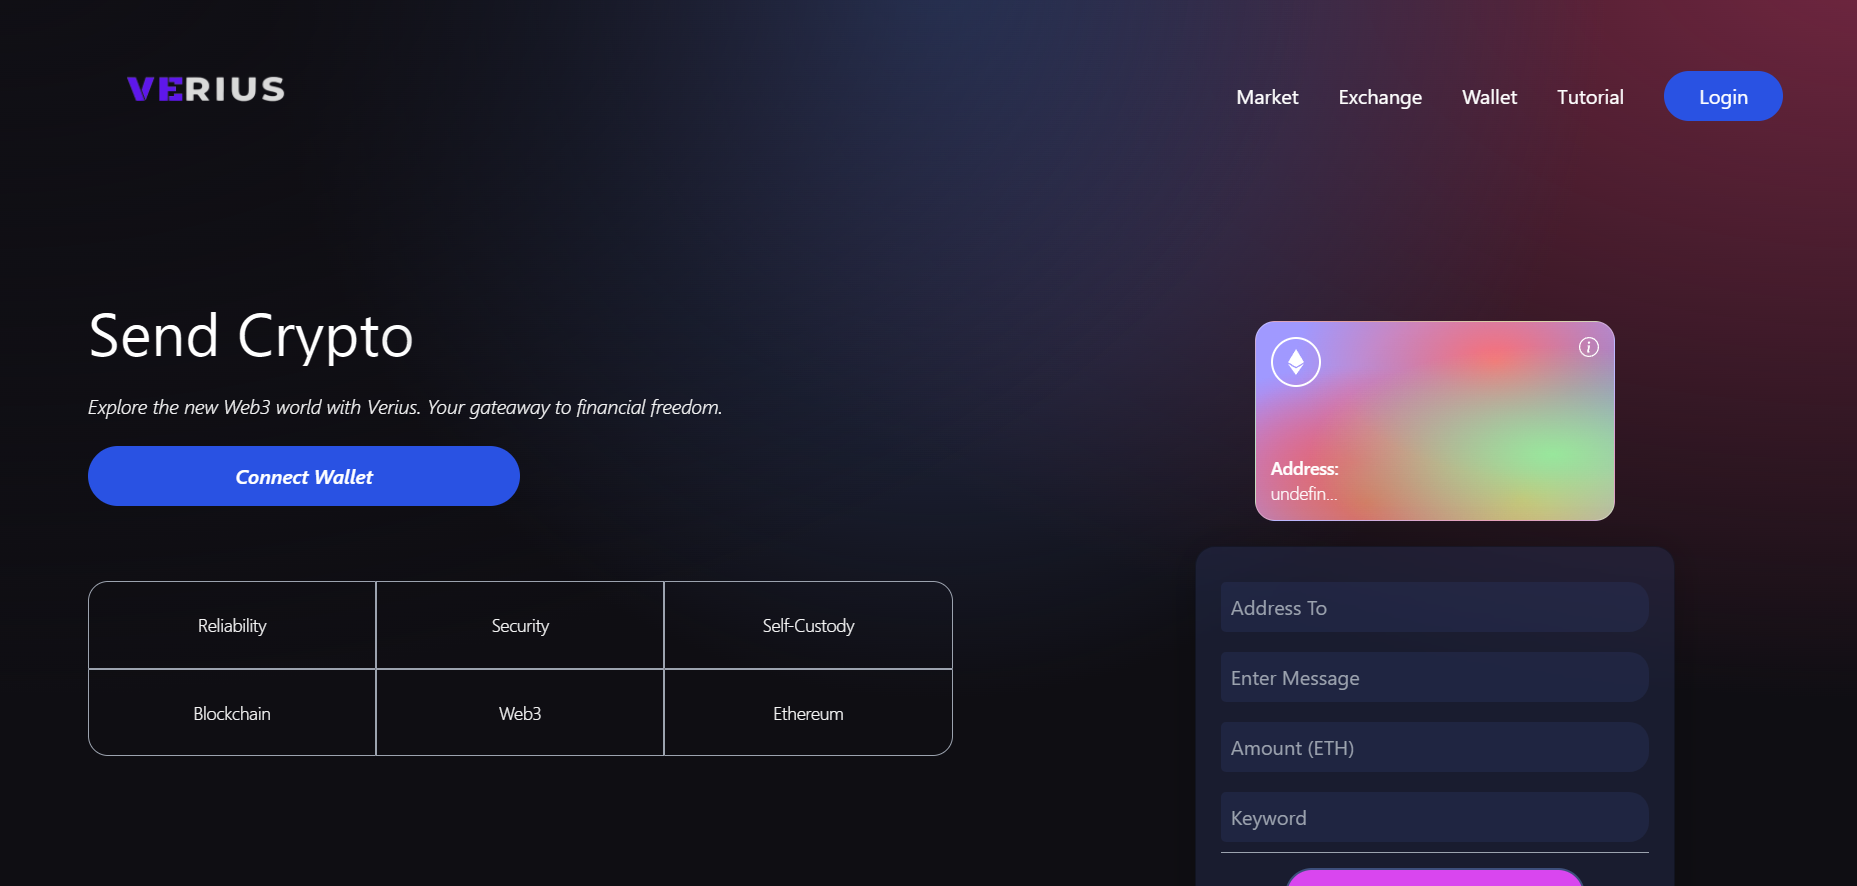 VERIUS
Market
Exchange
Wallet
Tutorial
Login
Send Crypto
Explore the new Web3 world with Verius. Your gateaway to financial freedom.
Connect Wallet
Reliability
Security
Self-Custody
Blockchain
Web3
Ethereum
Address:
undefin...
Address To
Enter Message
Amount (ETH)
Keyword